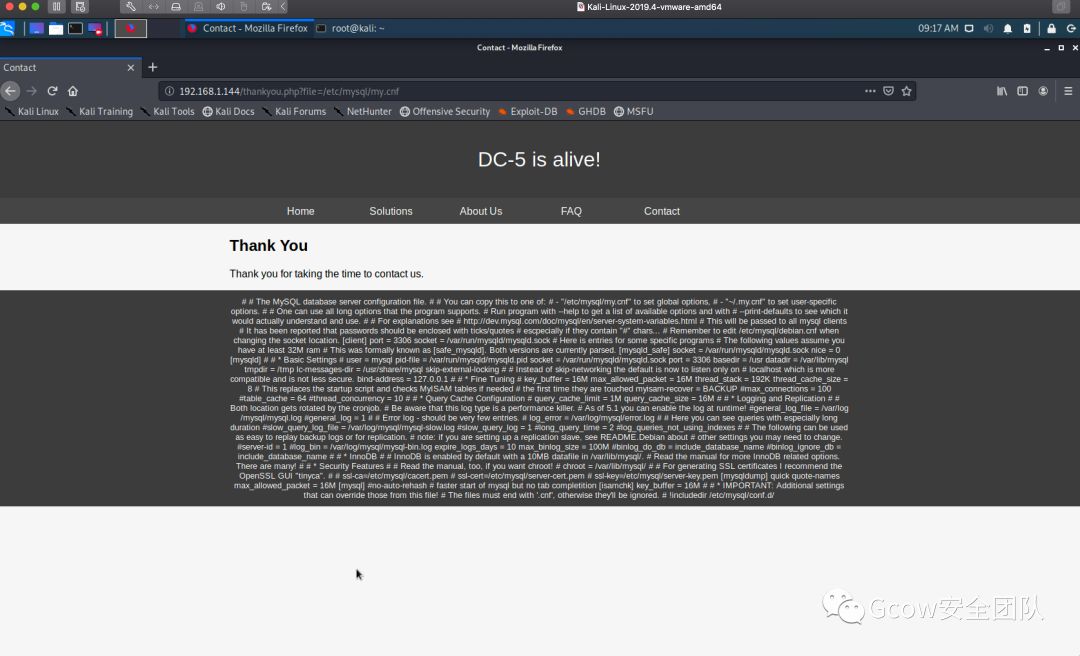 Kali-Linux-2019.4-vmware-amd64
Contact - Mozilla Firefox
root@kali: ~
09:17 AM
Contact - Mozilla Firefox
Contact
192.168.1.144/thankyou.php?file=/etc/mysql/my.cnf
Kali Linux Kali Training Kali Tools Kali Docs Kali Forums NetHunter Offensive Security Exploit-DB GHDB MSFU
DC-5 is alive!
Home Solutions About Us FAQ Contact
Thank You
Thank you for taking the time to contact us.
# # The MySQL database server configuration file. # # You can copy this to one of: # - "/etc/mysql/my.cnf" to set global options, # - "~/.my.cnf" to set user-specific
options. # # One can use all long options that the program supports. # Run program with --help to get a list of available options and with # --print-defaults to see which it
would actually understand and use. # # For explanations see # http://dev.mysql.com/doc/mysql/en/server-system-variables.html # This will be passed to all mysql clients
# It has been reported that passwords should be enclosed with ticks/quotes # escpecially if they contain "#" chars... # Remember to edit /etc/mysql/debian.cnf when
changing the socket location. [client] port = 3306 socket = /var/run/mysqld/mysqld.sock # Here is entries for some specific programs # The following values assume you
have at least 32M ram # This was formally known as [safe_mysqld]. Both versions are currently parsed. [mysqld_safe] socket = /var/run/mysqld/mysqld.sock nice = 0
[mysqld] # # * Basic Settings # user = mysql pid-file = /var/run/mysqld/mysqld.pid socket = /var/run/mysqld/mysqld.sock port = 3306 basedir = /usr datadir = /var/lib/mysql
tmpdir = /tmp lc-messages-dir = /usr/share/mysql skip-external-locking # # Instead of skip-networking the default is now to listen only on # localhost which is more
compatible and is not less secure. bind-address = 127.0.0.1 # # * Fine Tuning # key_buffer = 16M max_allowed_packet = 16M thread_stack = 192K thread_cache_size =
8 # This replaces the startup script and checks MyISAM tables if needed # the first time they are touched myisam-recover = BACKUP #max_connections = 100
#table_cache = 64 #thread_concurrency = 10 # # * Query Cache Configuration # query_cache_limit = 1M query_cache_size = 16M # # * Logging and Replication # #
Both location gets rotated by the cronjob. # Be aware that this log type is a performance killer. # As of 5.1 you can enable the log at runtime! #general_log_file = /var/log
/mysql/mysql.log #general_log = 1 # # Error log - should be very few entries. # log_error = /var/log/mysql/error.log # # Here you can see queries with especially long
duration #slow_query_log_file = /var/log/mysql/mysql-slow.log #slow_query_log = 1 #long_query_time = 2 #log_queries_not_using_indexes # # The following can be used
as easy to replay backup logs or for replication. # note: if you are setting up a replication slave, see README.Debian about # other settings you may need to change.
#server-id = 1 #log_bin = /var/log/mysql/mysql-bin.log expire_logs_days = 10 max_binlog_size = 100M #binlog_do_db = include_database_name #binlog_ignore_db =
include_database_name # # * InnoDB # # InnoDB is enabled by default with a 10MB datafile in /var/lib/mysql/. # Read the manual for more InnoDB related options.
There are many! # # * Security Features # # Read the manual, too, if you want chroot! # chroot = /var/lib/mysql/ # # For generating SSL certificates I recommend the
OpenSSL GUI "tinyca". # # ssl-ca=/etc/mysql/cacert.pem # ssl-cert=/etc/mysql/server-cert.pem # ssl-key=/etc/mysql/server-key.pem [mysqldump] quick quote-names
max_allowed_packet = 16M [mysql] #no-auto-rehash # faster start of mysql but no tab completition [isamchk] key_buffer = 16M # # * IMPORTANT: Additional settings
that can override those from this file! # The files must end with '.cnf', otherwise they'll be ignored. # !includedir /etc/mysql/conf.d/
Gcow安全团队